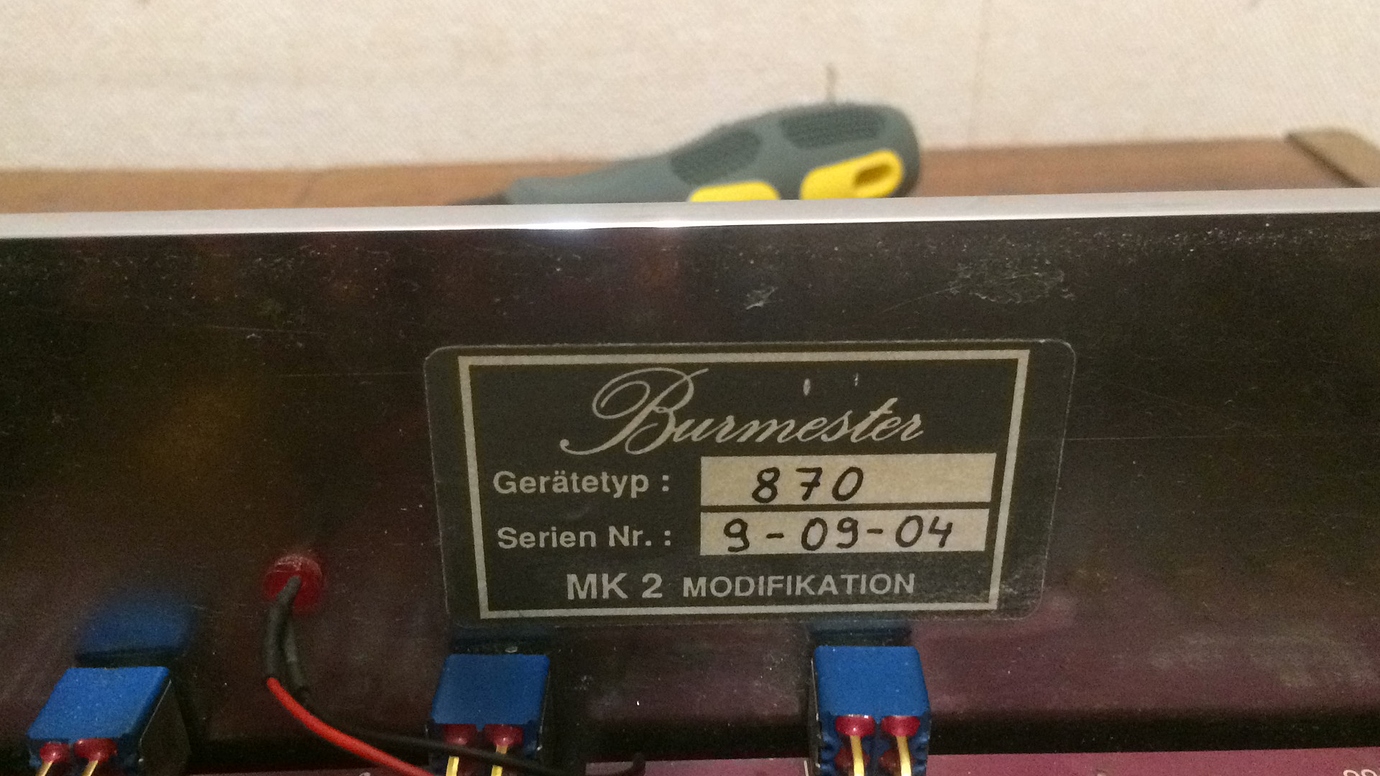 Burmester
Gerätetyp : 870
Serien Nr. : 9-09-04
MK 2 MODIFIKATION